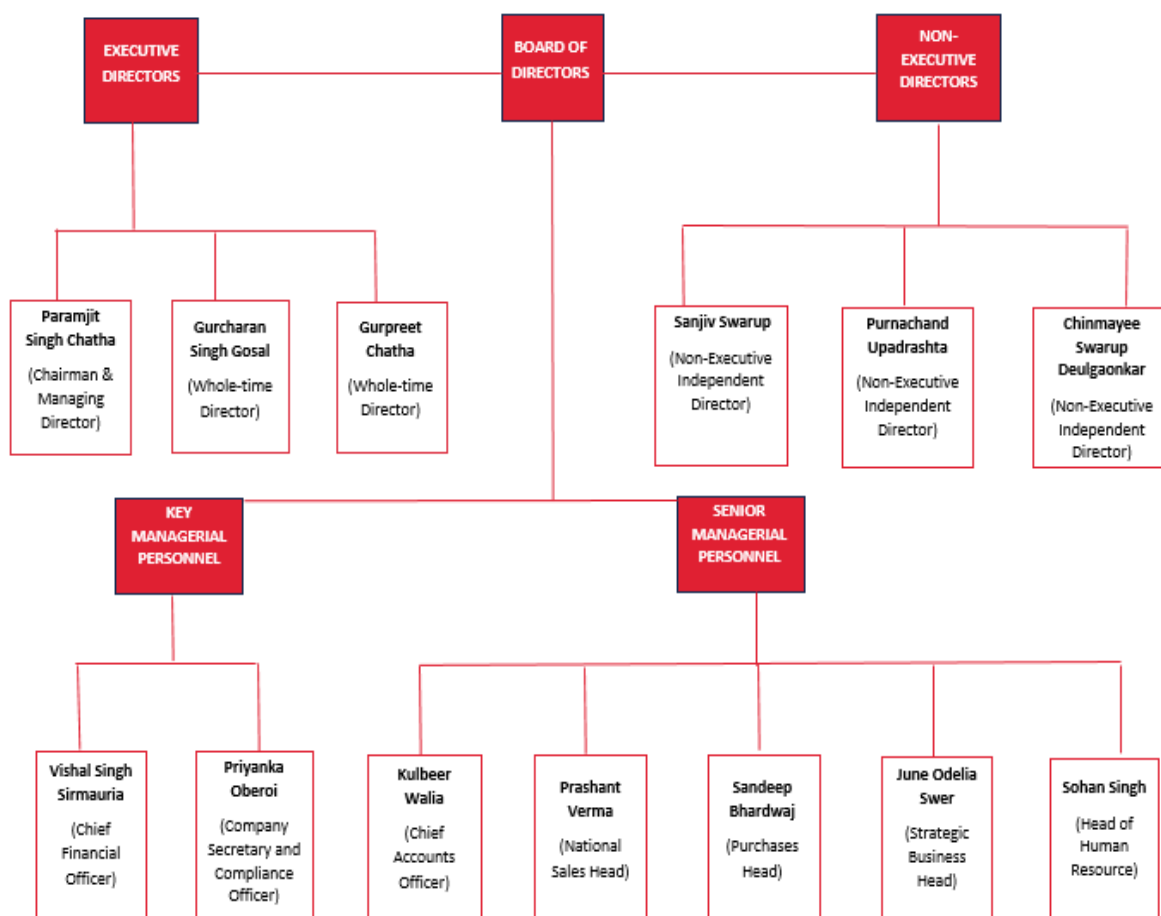 EXECUTIVE
DIRECTORS
BOARD OF
DIRECTORS
NON-
EXECUTIVE
DIRECTORS
Paramjit
Singh Chatha
(Chairman &
Managing
Director)
Gurcharan
Singh Gosal
(Whole-time
Director)
Gurpreet
Chatha
(Whole-time
Director)
Sanjiv Swarup
(Non-Executive
Independent
Director)
Purnachand
Upadrashta
(Non-Executive
Independent
Director)
Chinmayee
Swarup
Deulgaonkar
(Non-Executive
Independent
Director)
KEY
MANAGERIAL
PERSONNEL
SENIOR
MANAGERIAL
PERSONNEL
Vishal Singh
Sirmauria
(Chief
Financial
Officer)
Priyanka
Oberoi
(Company
Secretary and
Compliance
Officer)
Kulbeer
Walia
(Chief
Accounts
Officer)
Prashant
Verma
(National
Sales Head)
Sandeep
Bhardwaj
(Purchases
Head)
June Odelia
Swer
(Strategic
Business
Head)
Sohan Singh
(Head of
Human
Resource)